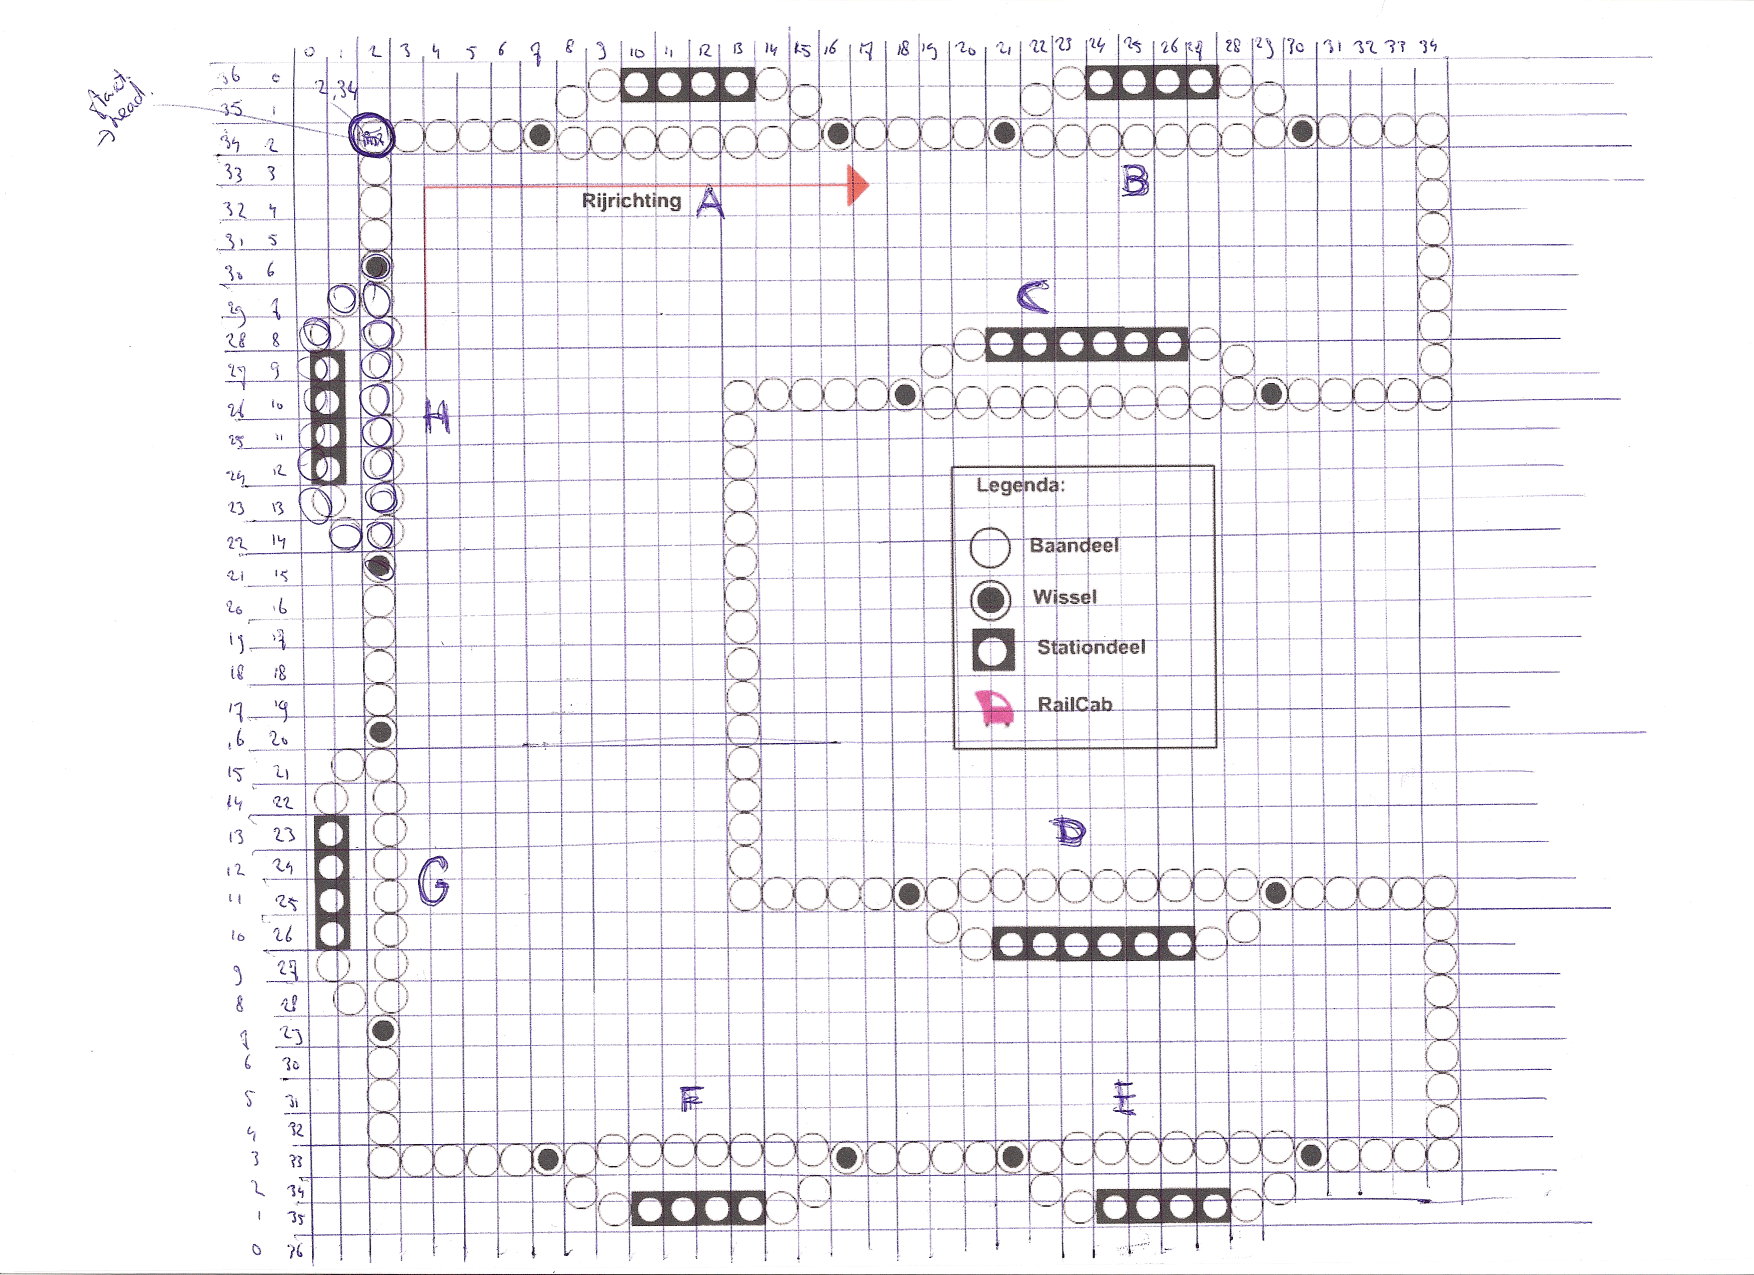 0 1 2 3 4 5 6 7 8 9 10 11 12 13 14 15 16 17 18 19 20 21 22 23 24 25 26 27 28 29 30 31 32 33 34
36 0
2,34
start
→ head
35 1
34 2
33 3
B
Rijrichting A
32 4
31 5
30 6
29 7
C
28 8
27 9
26 10
H
25 11
24 12
Legenda:
23 13
22 14
Baandeel
21 15
20 16
Wissel
19 17
Stationdeel
18 18
17 19
RailCab
16 20
15 21
14 22
13 23
D
12 24
G
11 25
10 26
9 27
8 28
7 29
6 30
5 31
F
E
4 32
3 33
2 34
1 35
0 36